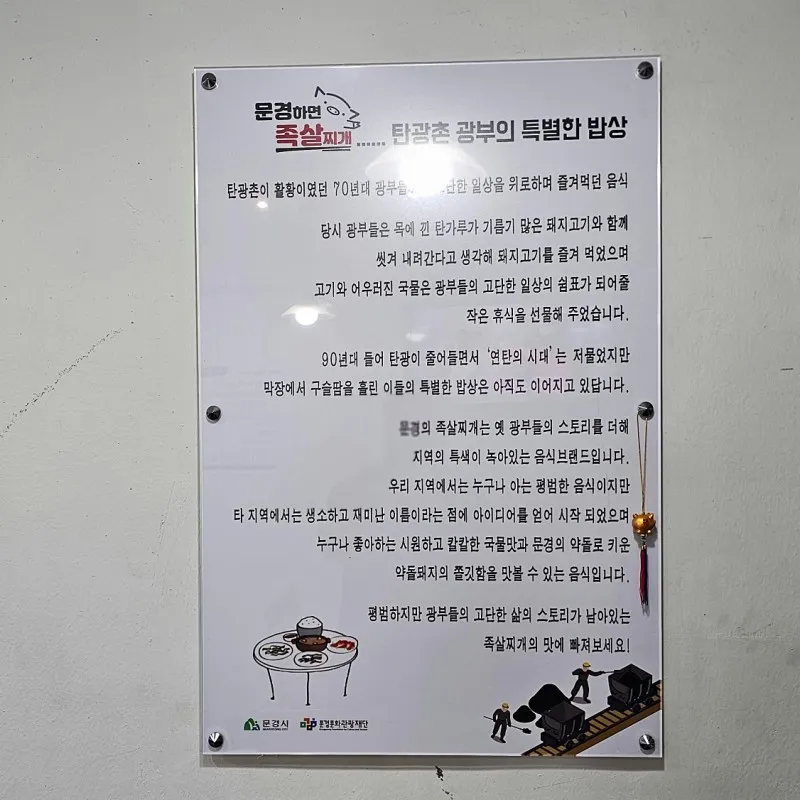 문경하면
족살찌개 ...... 탄광촌 광부의 특별한 밥상
탄광촌이 활황이였던 70년대 광부들의 고단한 일상을 위로하며 즐겨먹던 음식
당시 광부들은 목에 낀 탄가루가 기름기 많은 돼지고기와 함께
씻겨 내려간다고 생각해 돼지고기를 즐겨 먹었으며
고기와 어우러진 국물은 광부들의 고단한 일상의 쉼표가 되어줄
작은 휴식을 선물해 주었습니다.
90년대 들어 탄광이 줄어들면서 '연탄의 시대'는 저물었지만
막장에서 구슬땀을 흘린 이들의 특별한 밥상은 아직도 이어지고 있답니다.
문경의 족살찌개는 옛 광부들의 스토리를 더해
지역의 특색이 녹아있는 음식브랜드입니다.
우리 지역에서는 누구나 아는 평범한 음식이지만
타 지역에서는 생소하고 재미난 이름이라는 점에 아이디어를 얻어 시작 되었으며
누구나 좋아하는 시원하고 칼칼한 국물맛과 문경의 약돌로 키운
약돌돼지의 쫄깃함을 맛볼 수 있는 음식입니다.
평범하지만 광부들의 고단한 삶의 스토리가 남아있는
족살찌개의 맛에 빠져보세요!
문경시 문경문화관광재단